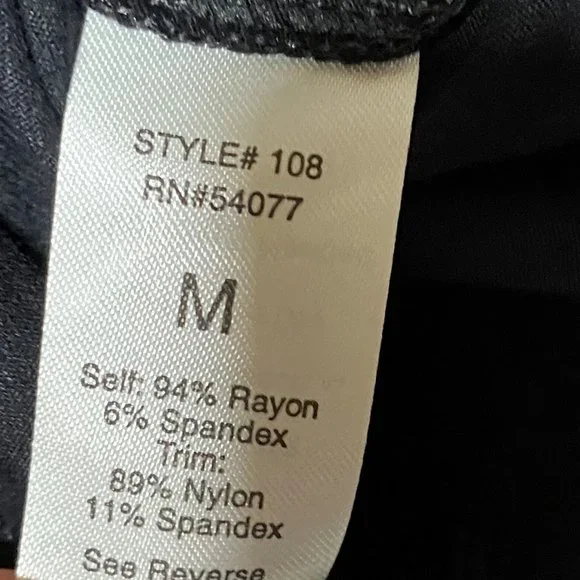 STYLE# 108
RN#54077
M
Self: 94% Rayon
6% Spandex
Trim:
89% Nylon
11% Spandex
See Reverse